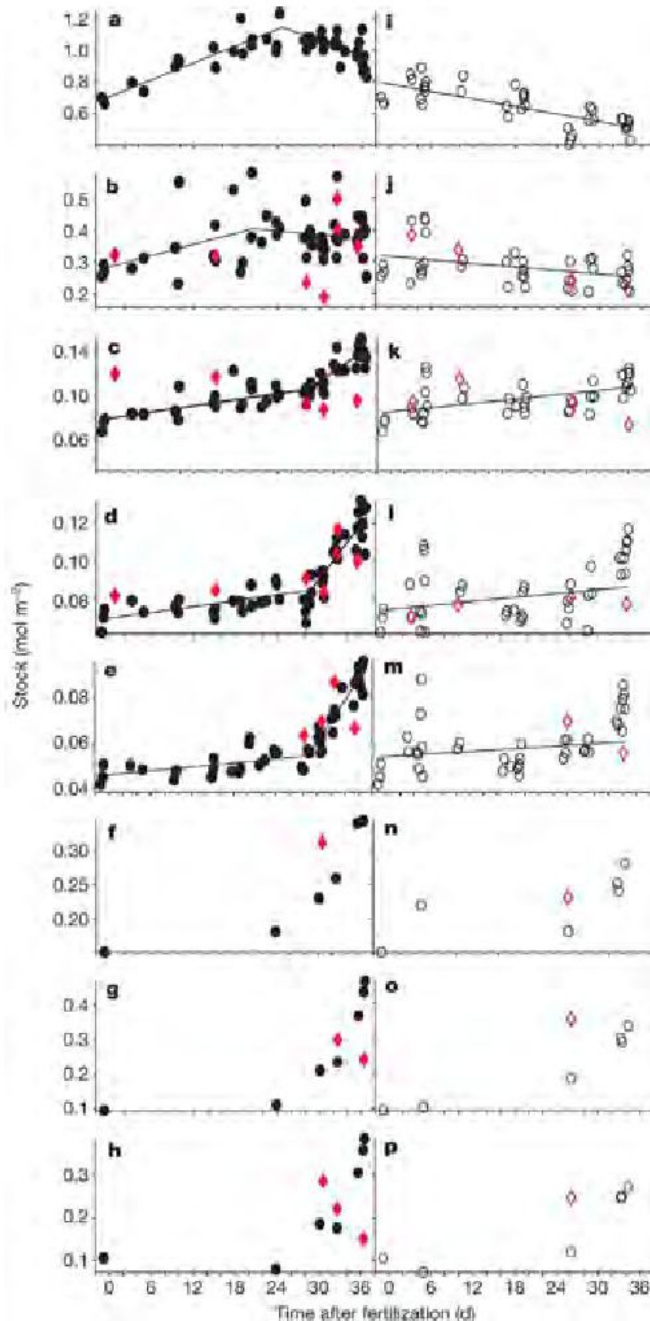 a
i
1.2
1.0
0.8
0.6
b
j
0.5
0.4
0.3
0.2
c
k
0.14
0.10
0.06
d
l
0.12
0.10
0.06
Stock (mol m⁻²)
e
m
0.08
0.06
0.04
f
n
0.30
0.25
0.20
g
o
0.4
0.3
0.2
0.1
h
p
0.3
0.2
0.1
0 6 12 18 24 30 36 0 6 12 18 24 30 36
Time after fertilization (d)